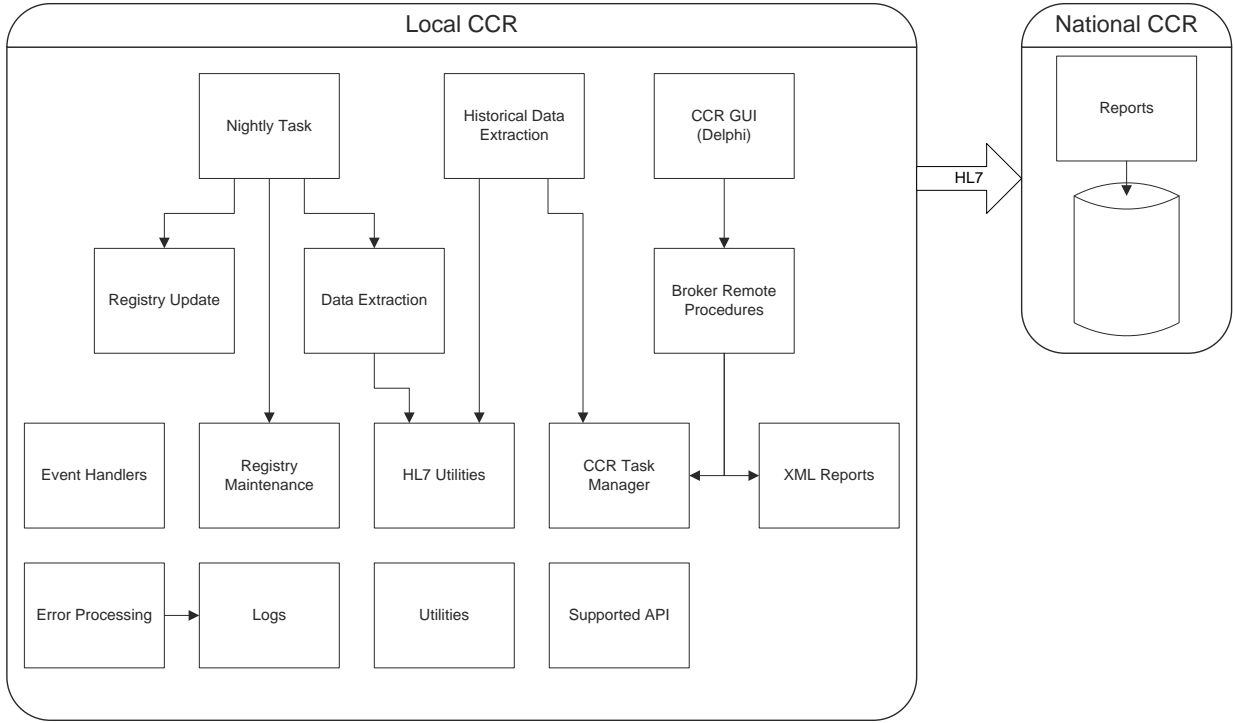 Local CCR
National CCR
Nightly Task
Historical Data
Extraction
CCR GUI
(Delphi)
Reports
HL7
Registry Update
Data Extraction
Broker Remote
Procedures
Event Handlers
Registry
Maintenance
HL7 Utilities
CCR Task
Manager
XML Reports
Error Processing
Logs
Utilities
Supported API